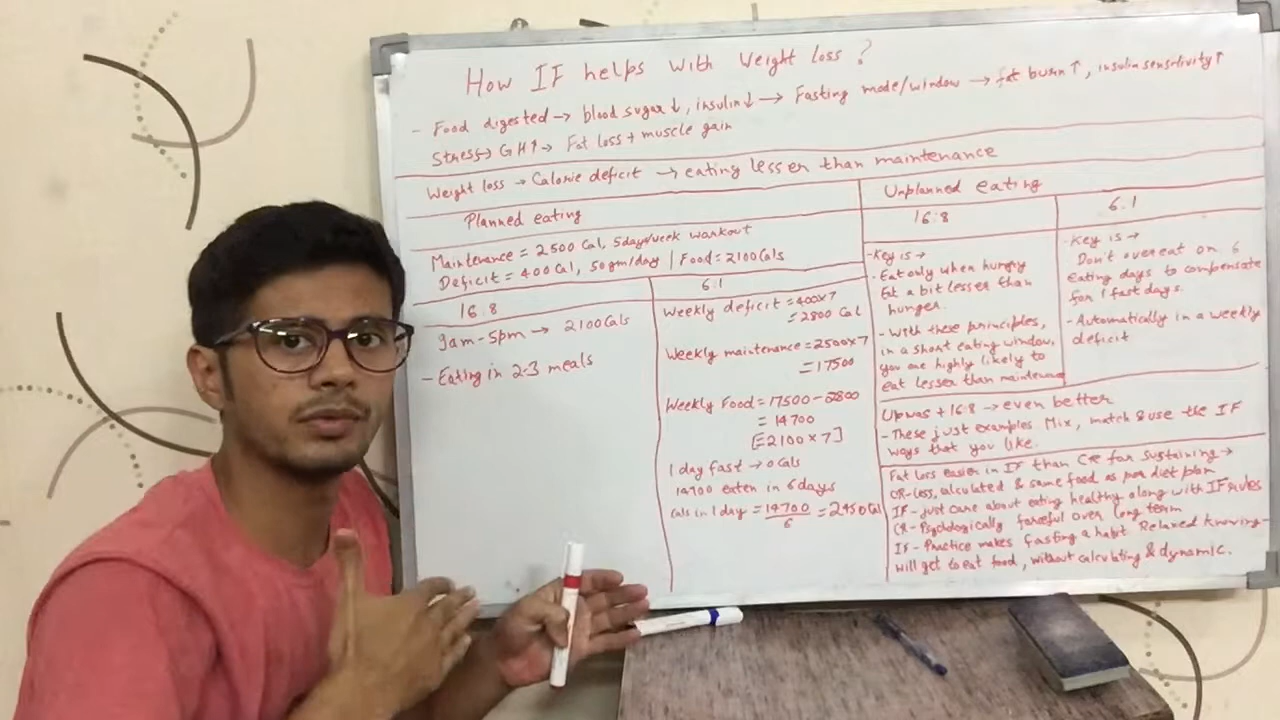 How IF helps with Weight loss?
- Food digested → blood sugar↓, insulin↓ → Fasting mode/window → fat burn↑, insulin sensitivity↑
Stress→ GH↑ → Fat loss + muscle gain
Weight loss → Calorie deficit → eating lesser than maintenance
Planned eating
Maintenance = 2500 Cal, 5days/week workout
Deficit = 400 Cal, 50gm/day | Food = 2100 Cals
16:8
9am-5pm → 2100 Cals
- Eating in 2-3 meals
6:1
Weekly deficit = 400×7
= 2800 Cal
Weekly maintenance = 2500×7
= 17500
Weekly Food = 17500-2800
= 14700
[=2100×7]
1 day fast → 0 Cals
14700 eaten in 6 days
Cals in 1 day = 14700/6 = 2450 Cal
Unplanned eating
16:8
- Key is →
- Eat only when hungry
Eat a bit lesser than
hunger.
- With these principles,
in a short eating window,
you are highly likely to
eat lesser than maintenance
6:1
- Key is →
Don't overeat on 6
eating days to compensate
for 1 fast days.
- Automatically in a weekly
deficit
Upwas + 16:8 → even better
- These just examples. Mix, match & use the IF
ways that you like.
Fat loss easier in IF than CR for sustaining →
CR-less, calculated & same food as per diet plan
IF - just care about eating healthy along with IF rules
CR - Psychologically forceful over long term
IF - Practice makes fasting a habit Relaxed knowing-
will get to eat food, without calculating & dynamic.